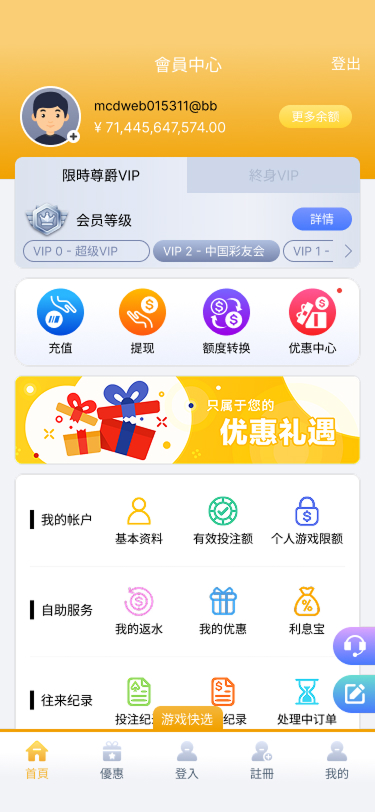 會員中心
登出
mcdweb015311@bb
¥ 71,445,647,574.00
更多余额
限時尊爵VIP
終身VIP
会员等级
詳情
VIP 0 - 超级VIP
VIP 2 - 中国彩友会
VIP 1 -
充值
提现
额度转换
优惠中心
只属于您的
优惠礼遇
我的帐户
基本资料
有效投注额
个人游戏限额
自助服务
我的返水
我的优惠
利息宝
往来纪录
投注纪
游戏快选
纪录
处理中订单
首頁
優惠
登入
註冊
我的